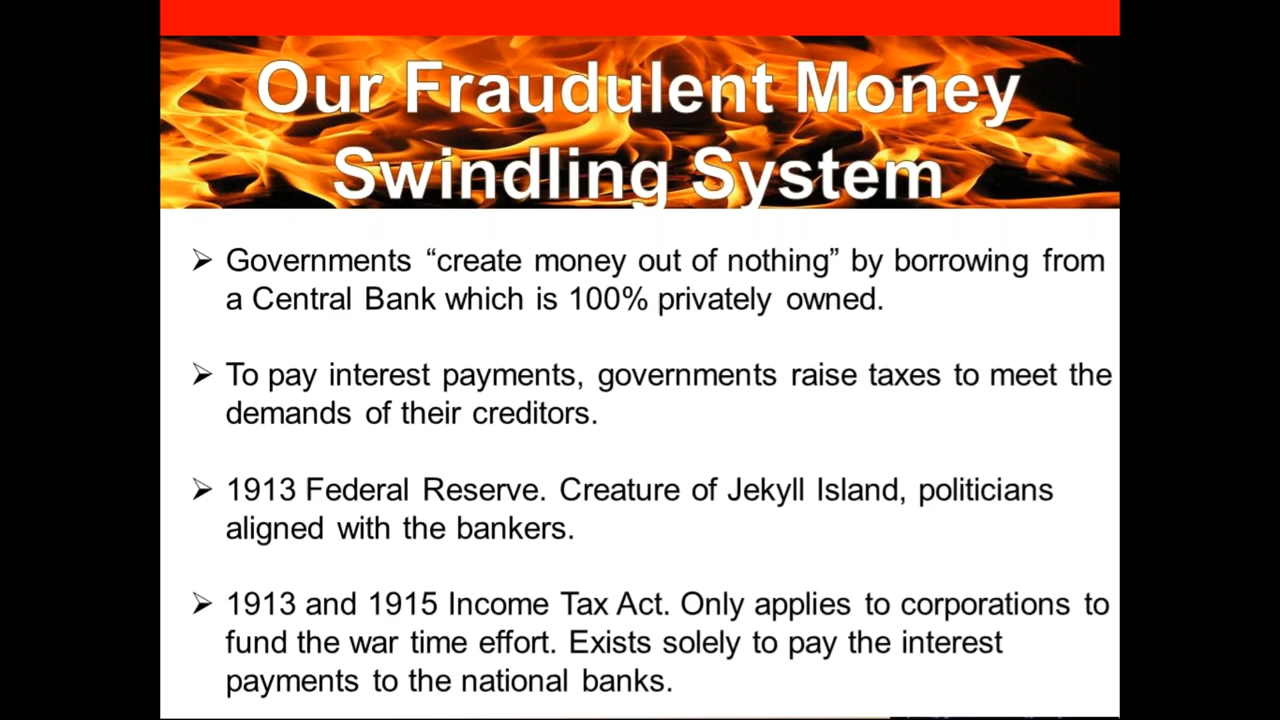 Our Fraudulent Money
Swindling System
➢ Governments “create money out of nothing” by borrowing from
a Central Bank which is 100% privately owned.
➢ To pay interest payments, governments raise taxes to meet the
demands of their creditors.
➢ 1913 Federal Reserve. Creature of Jekyll Island, politicians
aligned with the bankers.
➢ 1913 and 1915 Income Tax Act. Only applies to corporations to
fund the war time effort. Exists solely to pay the interest
payments to the national banks.